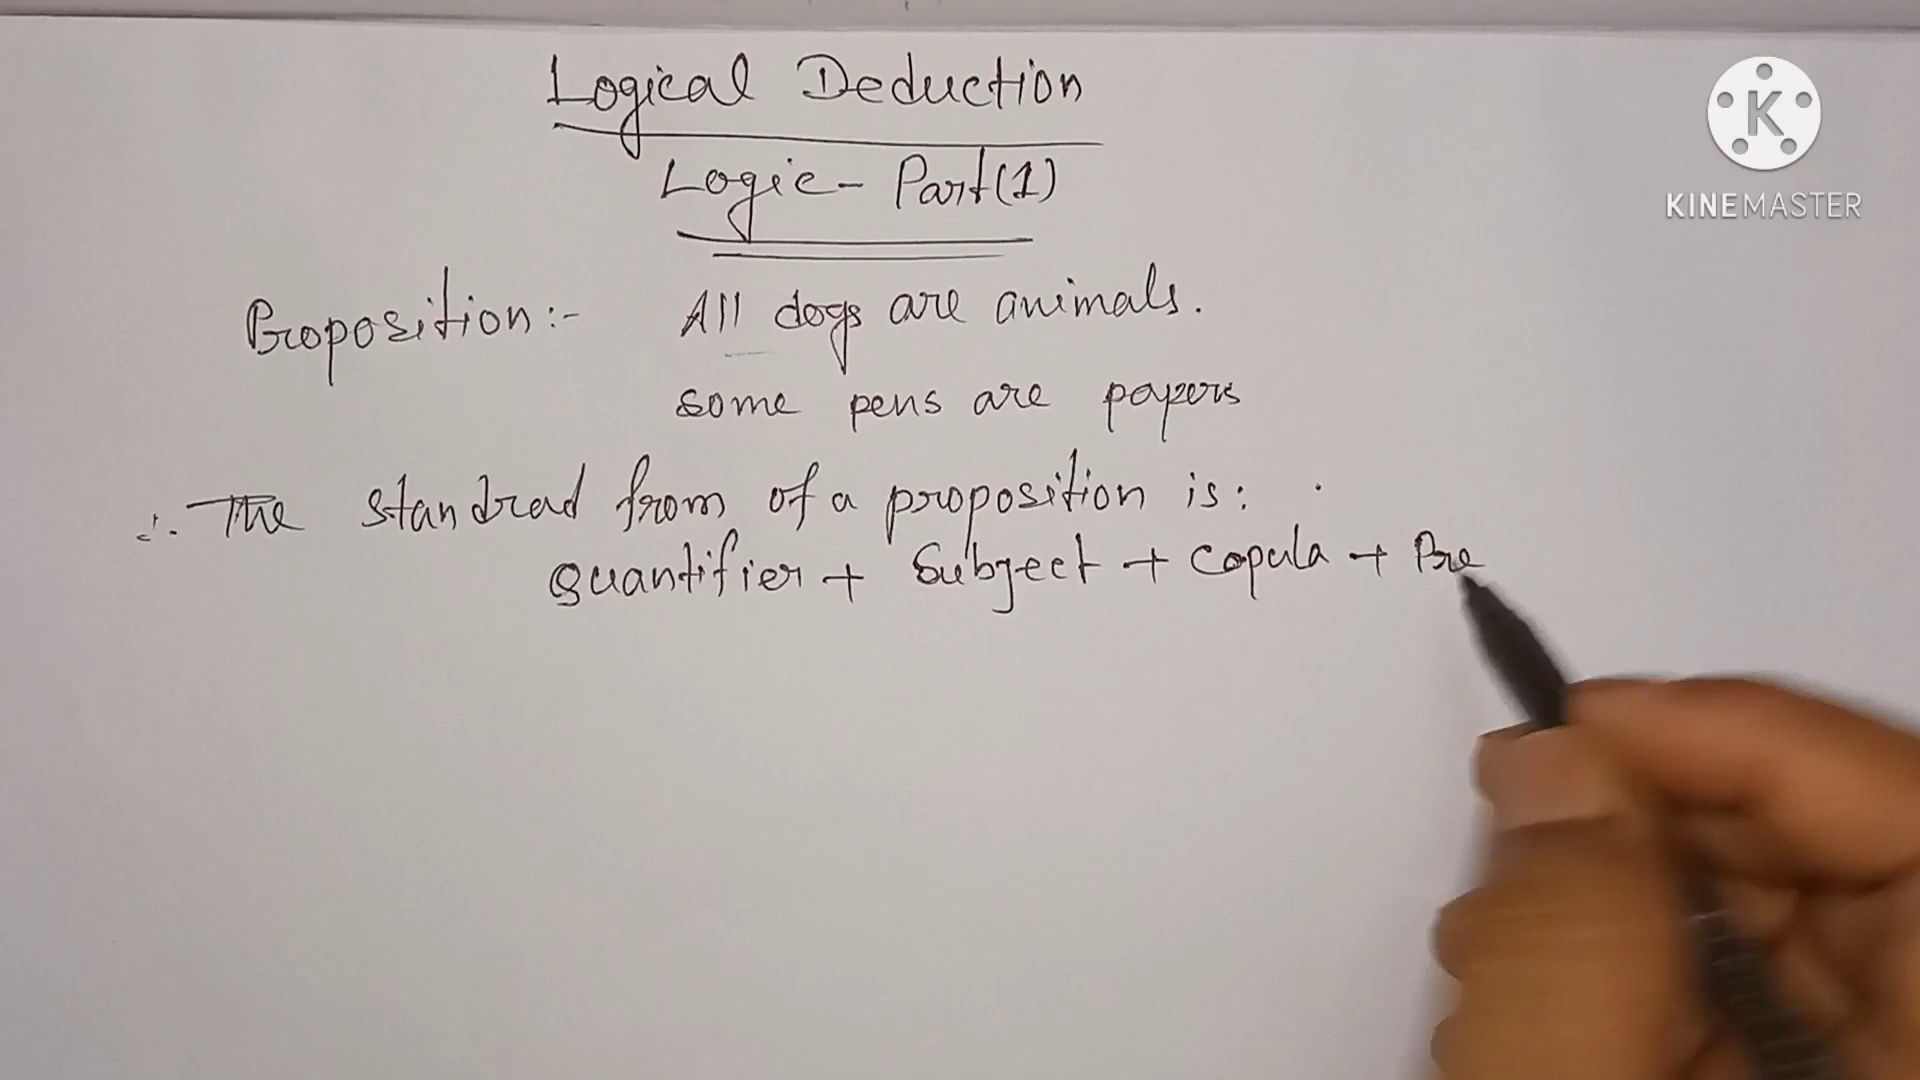 Logical Deduction
Logic - Part(1)
Proposition:- All dogs are animals.
some pens are papers
∴ The standrad from of a proposition is:
quantifier + Subject + copula + Pre
K
KINEMASTER